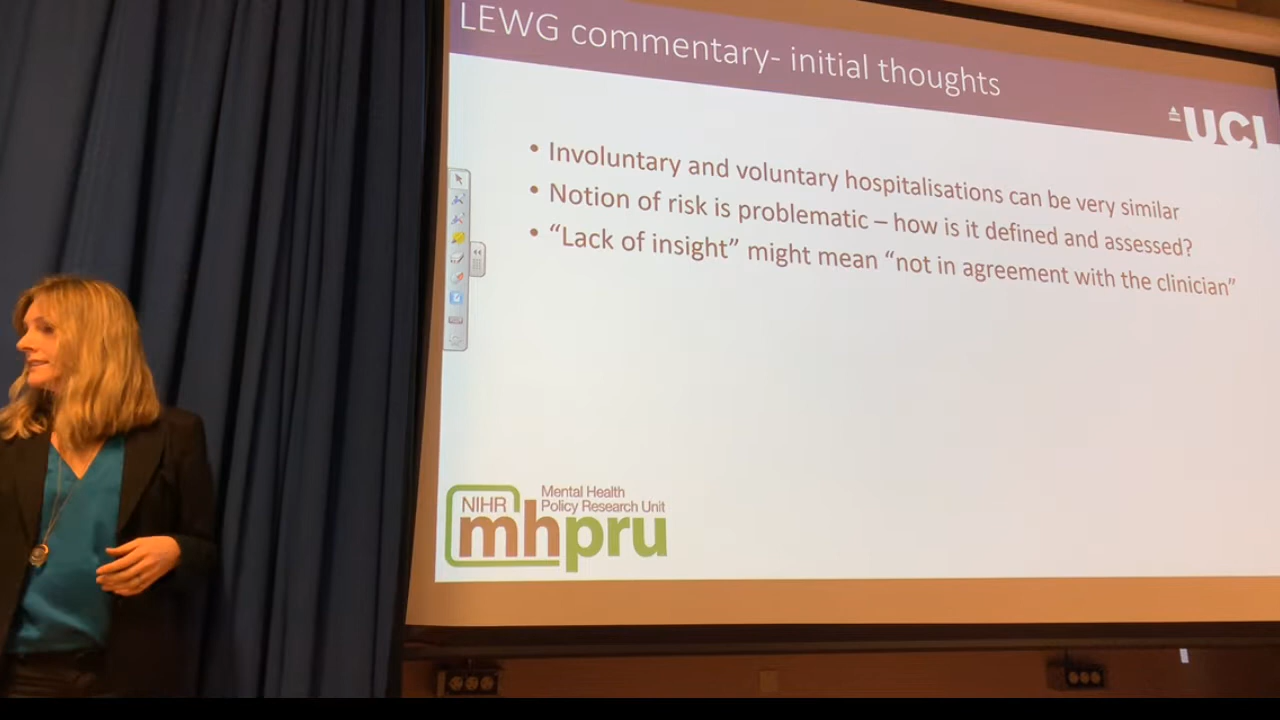 LEWG commentary- initial thoughts
UCL
• Involuntary and voluntary hospitalisations can be very similar
• Notion of risk is problematic – how is it defined and assessed?
• “Lack of insight” might mean “not in agreement with the clinician”
NIHR
Mental Health
Policy Research Unit
mhpru